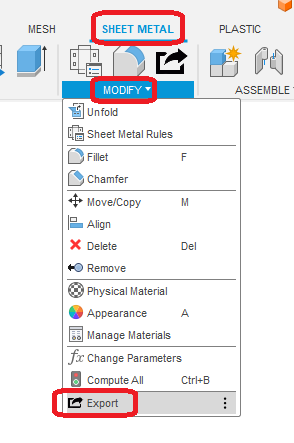 MESH SHEET METAL PLASTIC
MODIFY ASSEMBLE
Unfold
Sheet Metal Rules
Fillet F
Chamfer
Move/Copy M
Align
Delete Del
Remove
Physical Material
Appearance A
Manage Materials
fx Change Parameters
Compute All Ctrl+B
Export